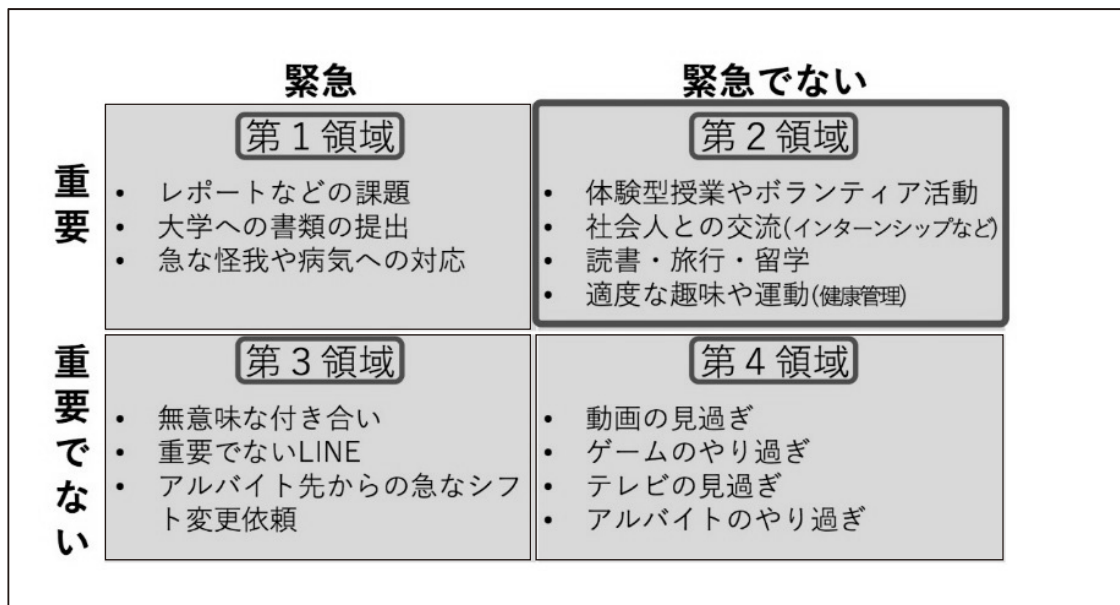 緊急
緊急でない
重要
第1領域
• レポートなどの課題
• 大学への書類の提出
• 急な怪我や病気への対応
第2領域
• 体験型授業やボランティア活動
• 社会人との交流(インターンシップなど)
• 読書・旅行・留学
• 適度な趣味や運動(健康管理)
重要でない
第3領域
• 無意味な付き合い
• 重要でないLINE
• アルバイト先からの急なシフ
ト変更依頼
第4領域
• 動画の見過ぎ
• ゲームのやり過ぎ
• テレビの見過ぎ
• アルバイトのやり過ぎ